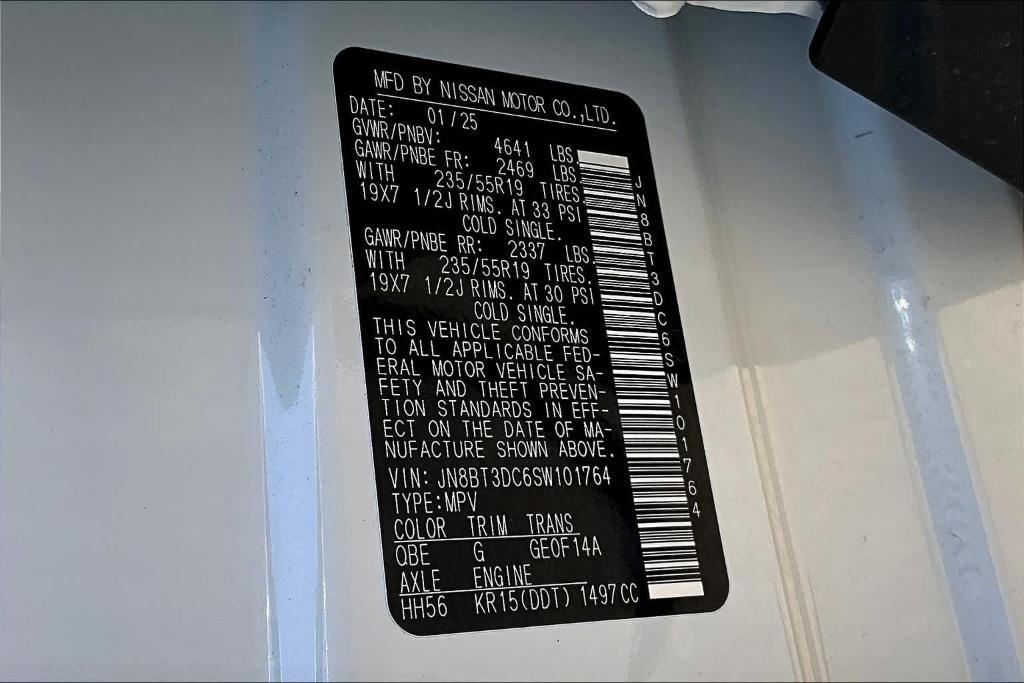 MFD BY NISSAN MOTOR CO.,LTD.
DATE: 01/25
GVWR/PNBV: 4641 LBS.
GAWR/PNBE FR: 2469 LBS.
WITH 235/55R19 TIRES.
19X7 1/2J RIMS. AT 33 PSI
COLD SINGLE.
GAWR/PNBE RR: 2337 LBS.
WITH 235/55R19 TIRES.
19X7 1/2J RIMS. AT 30 PSI
COLD SINGLE.
THIS VEHICLE CONFORMS
TO ALL APPLICABLE FED-
ERAL MOTOR VEHICLE SA-
FETY AND THEFT PREVEN-
TION STANDARDS IN EFF-
ECT ON THE DATE OF MA-
NUFACTURE SHOWN ABOVE.
VIN: JN8BT3DC6SW101764
TYPE:MPV
COLOR TRIM TRANS
QBE G GE0F14A
AXLE ENGINE
HH56 KR15(DDT) 1497CC
JN8BT3DC6SW101764